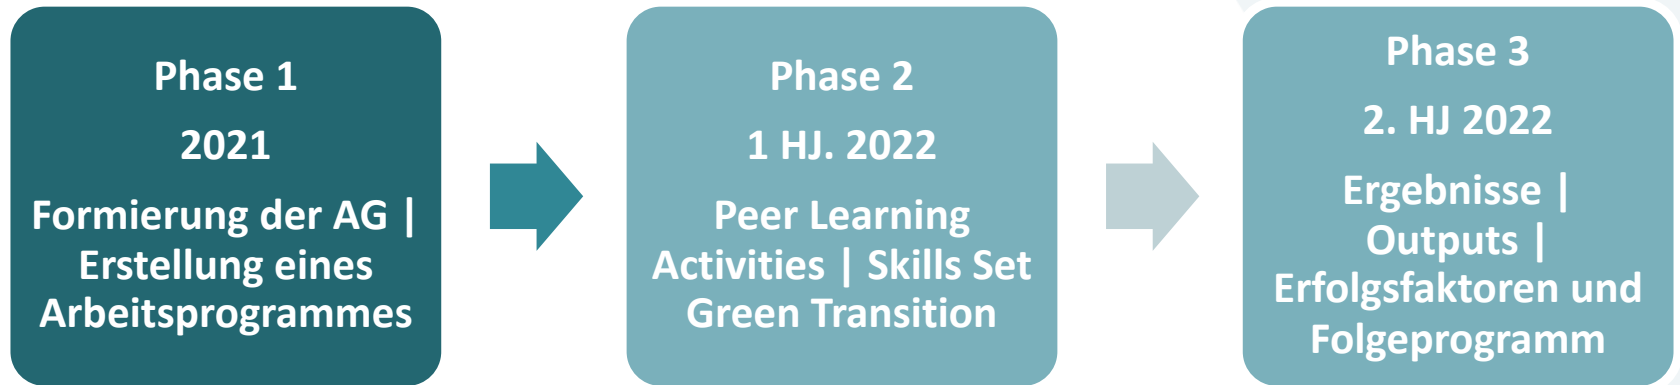 Phase 1
2021
Formierung der AG |
Erstellung eines
Arbeitsprogrammes
Phase 2
1 HJ. 2022
Peer Learning
Activities | Skills Set
Green Transition
Phase 3
2. HJ 2022
Ergebnisse |
Outputs |
Erfolgsfaktoren und
Folgeprogramm